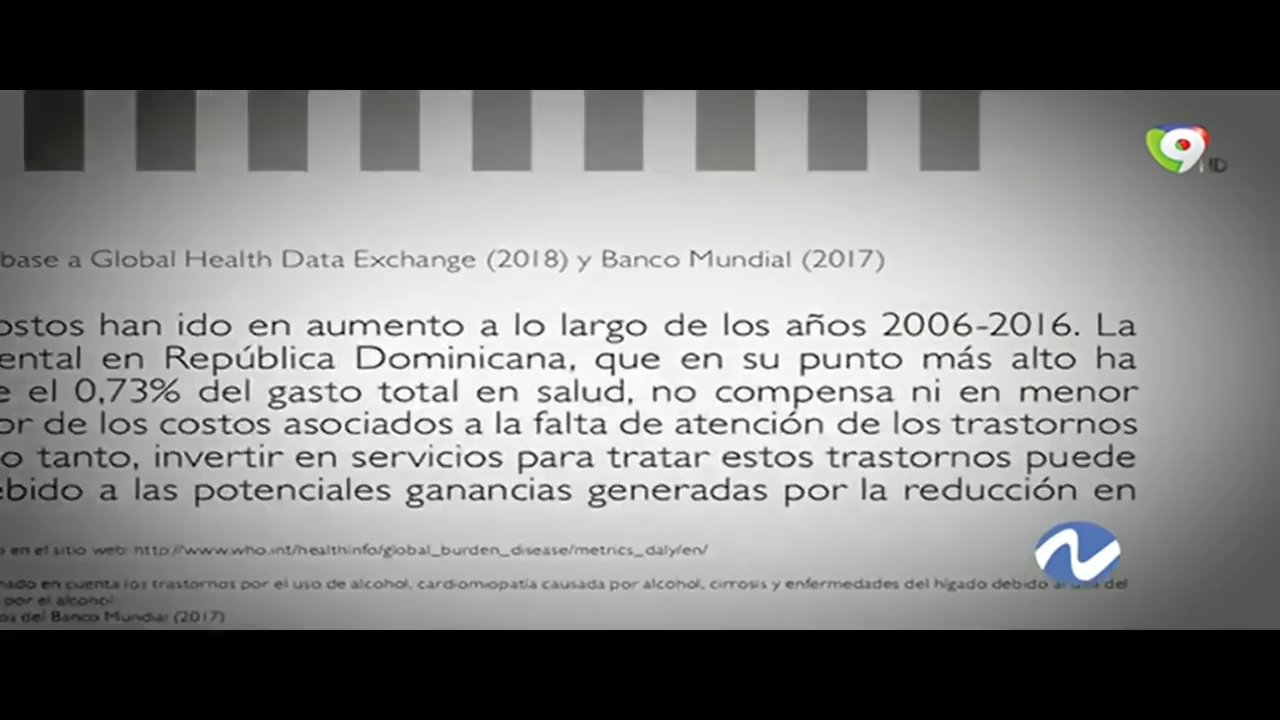 9
HD
base a Global Health Data Exchange (2018) y Banco Mundial (2017)
ostos han ido en aumento a lo largo de los años 2006-2016. La
ental en República Dominicana, que en su punto más alto ha
e el 0,73% del gasto total en salud, no compensa ni en menor
or de los costos asociados a la falta de atención de los trastornos
o tanto, invertir en servicios para tratar estos trastornos puede
ebido a las potenciales ganancias generadas por la reducción en
o en el sitio web: http://www.who.int/healthinfo/global_burden_disease/metrics_daly/en/
nado en cuenta los trastornos por el uso de alcohol, cardiomiopatía causada por alcohol, cirrosis y enfermedades del hígado debido al del
por el alcohol
os del Banco Mundial (2017)